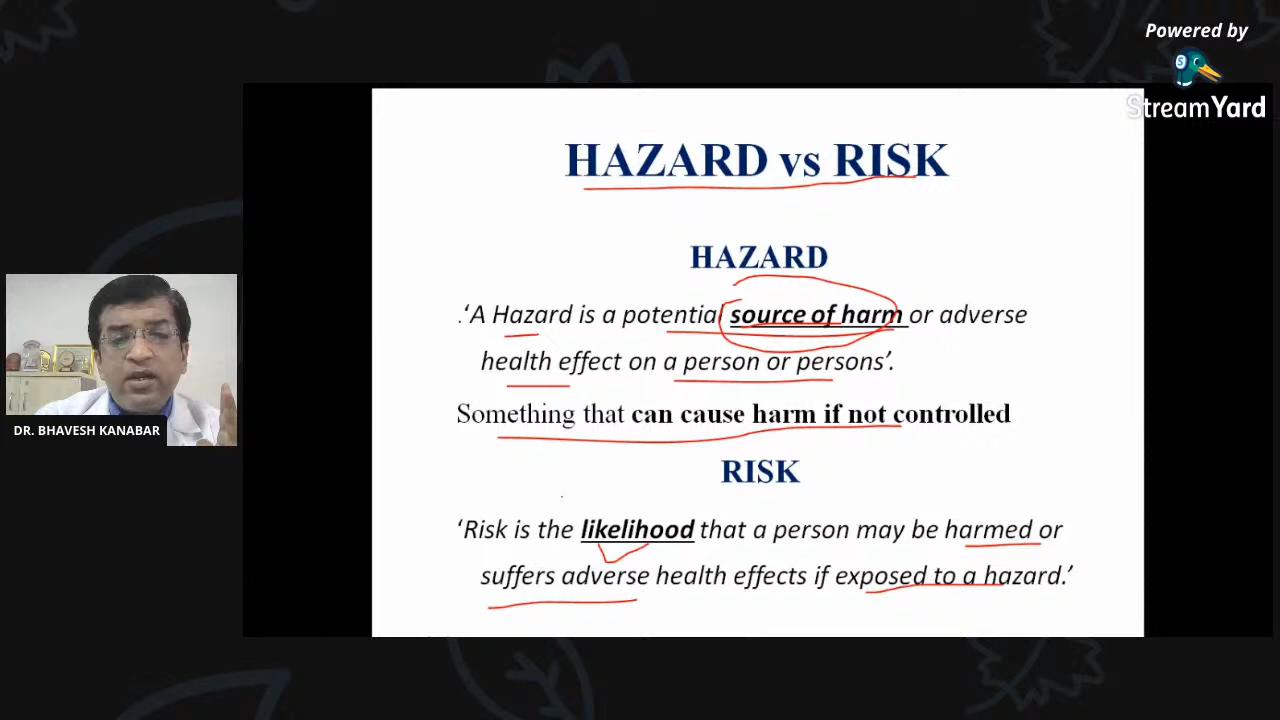 Powered by
StreamYard
HAZARD vs RISK
HAZARD
.‘A Hazard is a potential source of harm or adverse
health effect on a person or persons’.
Something that can cause harm if not controlled
RISK
‘Risk is the likelihood that a person may be harmed or
suffers adverse health effects if exposed to a hazard.’
DR. BHAVESH KANABAR